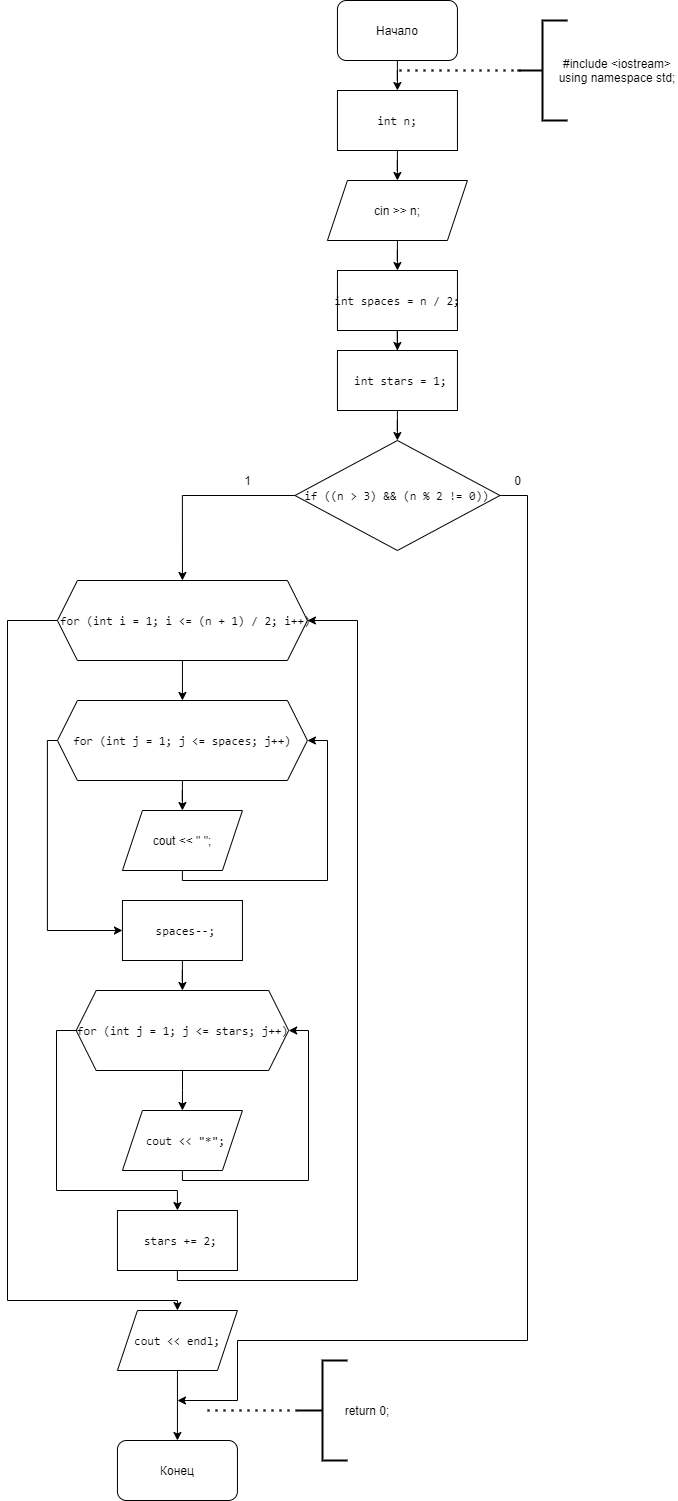 Начало
#include <iostream>
using namespace std;
int n;
cin >> n;
int spaces = n / 2;
int stars = 1;
1
0
if ((n > 3) && (n % 2 != 0))
for (int i = 1; i <= (n + 1) / 2; i++)
for (int j = 1; j <= spaces; j++)
cout << " ";
spaces--;
for (int j = 1; j <= stars; j++)
cout << "*";
stars += 2;
cout << endl;
return 0;
Конец